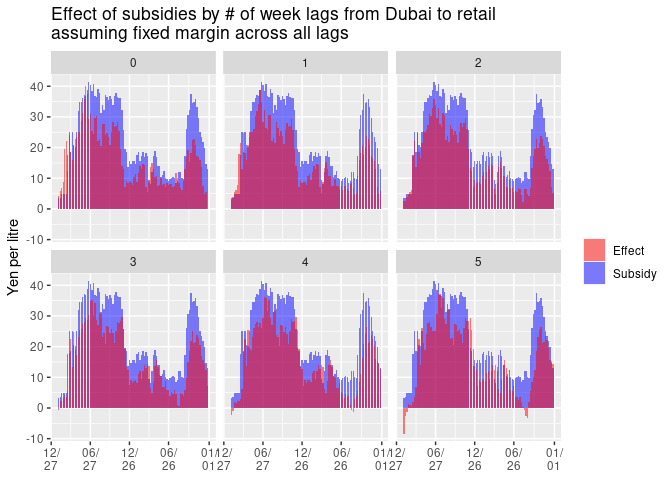 Effect of subsidies by # of week lags from Dubai to retail
assuming fixed margin across all lags
0 1 2
40
30
20
10
0
-10
3 4 5
40
30
20
10
0
-10
Yen per litre
Effect
Subsidy
12/ 06/ 12/ 06/ 01/12/ 06/ 12/ 06/ 01/12/ 06/ 12/ 06/ 01/
27 27 26 26 01 27 27 26 26 01 27 27 26 26 01